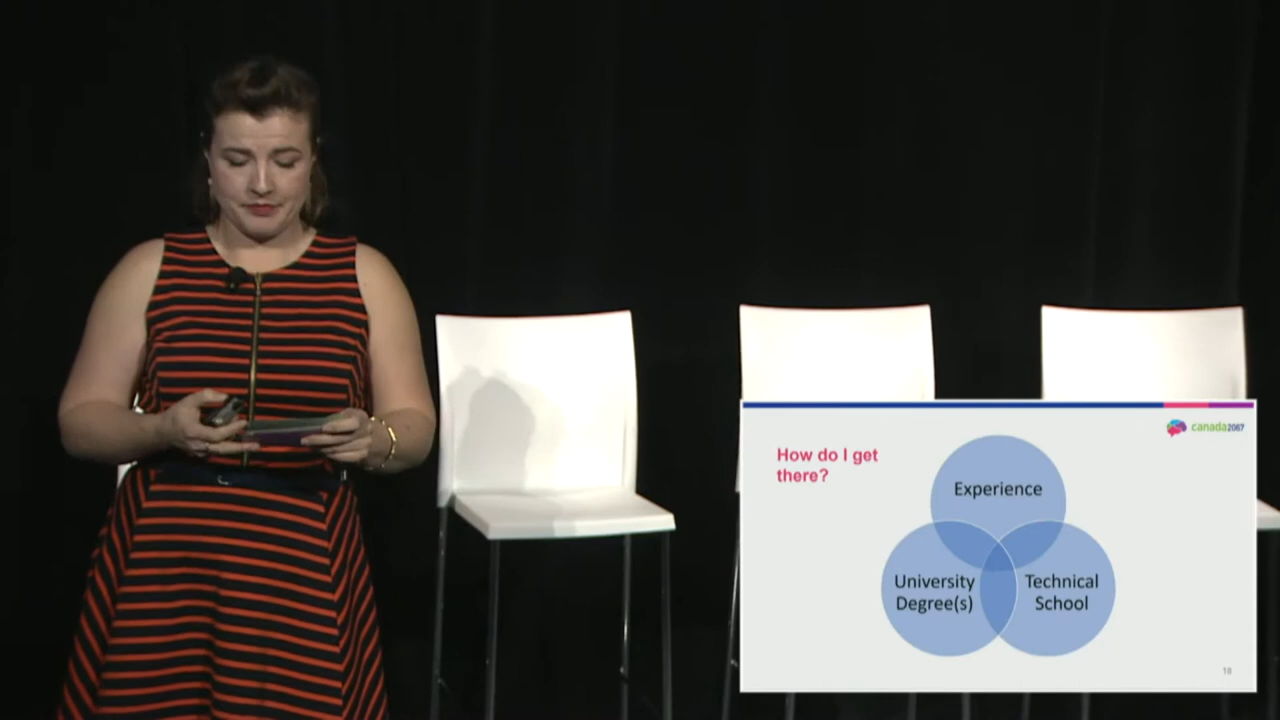 canada2067
How do I get
there?
Experience
University
Degree(s)
Technical
School
18